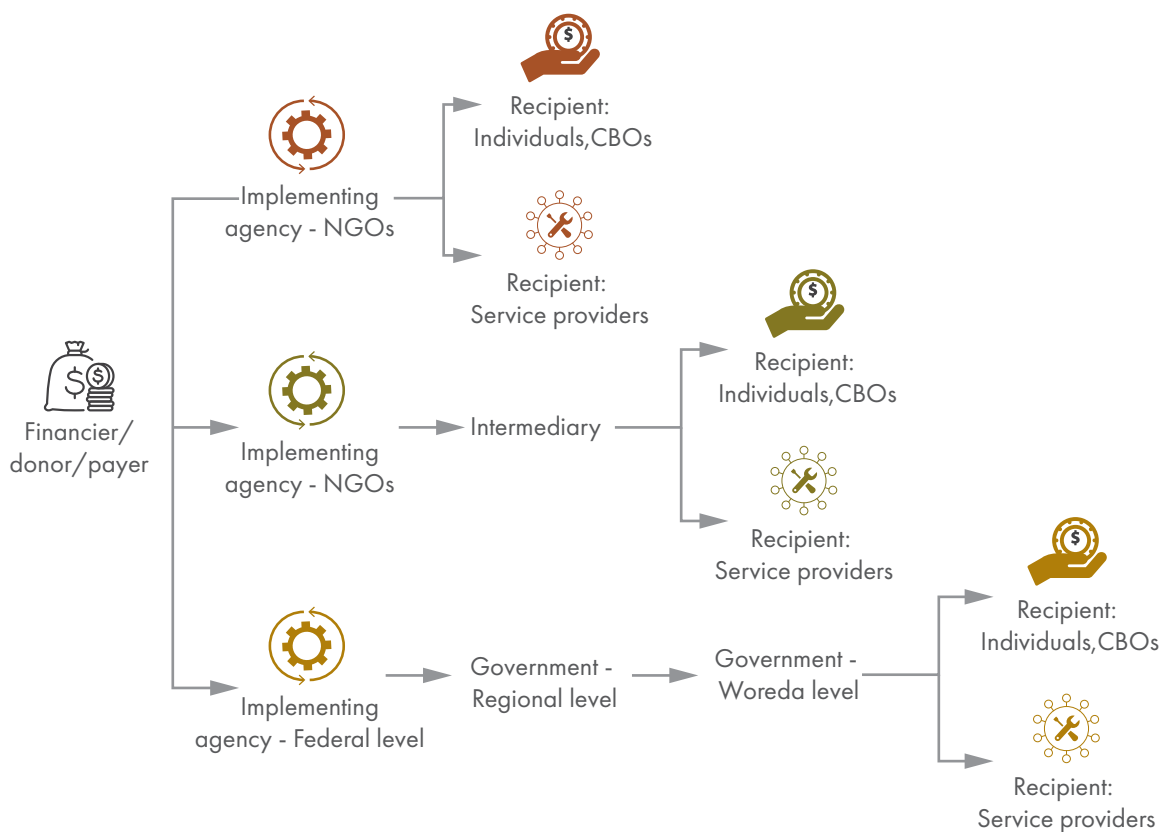 $
Recipient:
Individuals,CBOs
Implementing
agency - NGOs
Recipient:
Service providers
$
Recipient:
Individuals,CBOs
$ $
Financier/
donor/payer
Implementing
agency - NGOs
Intermediary
Recipient:
Service providers
$
Recipient:
Individuals,CBOs
Implementing
agency - Federal level
Government -
Regional level
Government -
Woreda level
Recipient:
Service providers